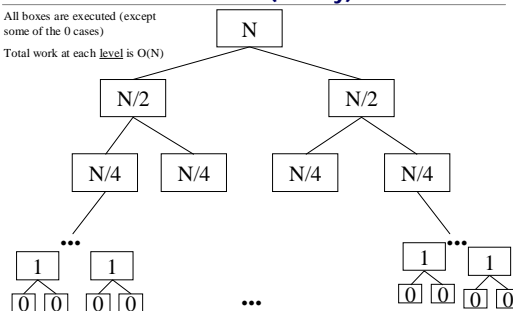 All boxes are executed (except
some of the 0 cases)
Total work at each level is O(N)
N
N/2 N/2
N/4 N/4 N/4 N/4
... ...
1 1 1 1
0 0 0 0 ... 0 0 0 0